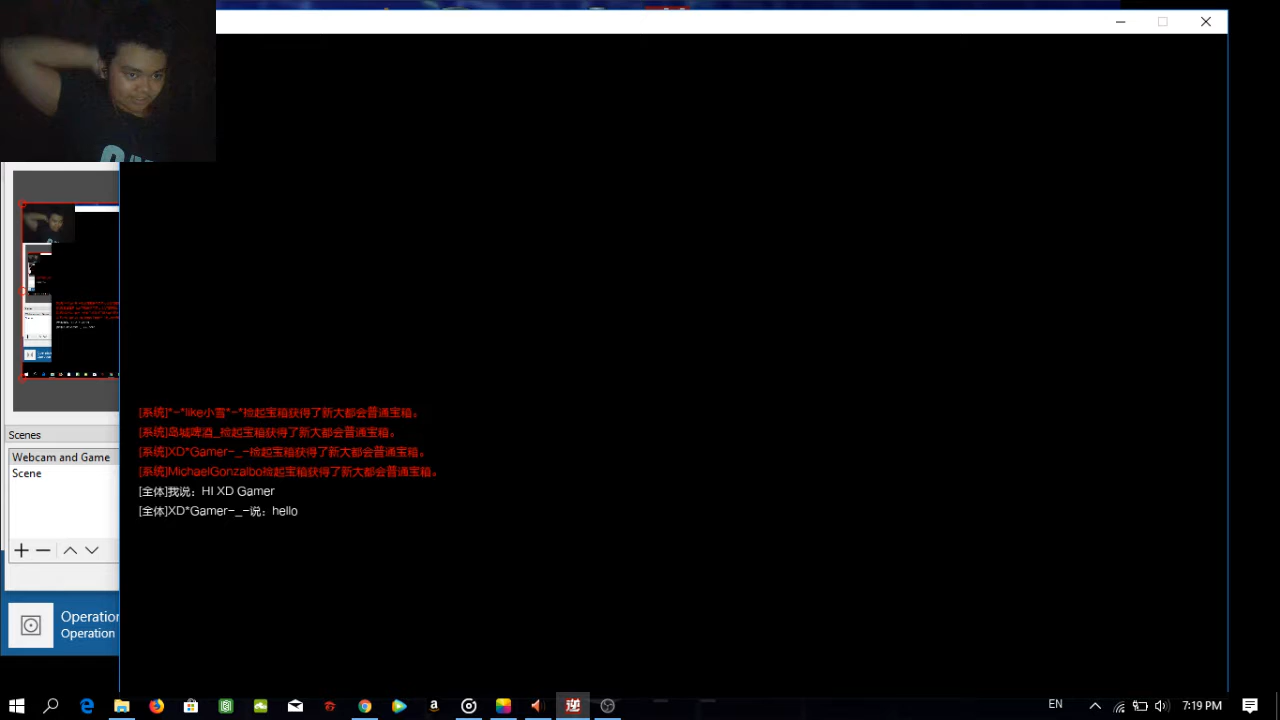 [系统]*-*like小雪*-*捡起宝箱获得了新大都会普通宝箱。
[系统]岛城啤酒_捡起宝箱获得了新大都会普通宝箱。
[系统]XD*Gamer-_-捡起宝箱获得了新大都会普通宝箱。
[系统]MichaelGonzalbo捡起宝箱获得了新大都会普通宝箱。
[全体]我说：HI XD Gamer
[全体]XD*Gamer-_-说：hello
Scenes
Webcam and Game
Scene
Operation
Operation
逆
EN
7:19 PM